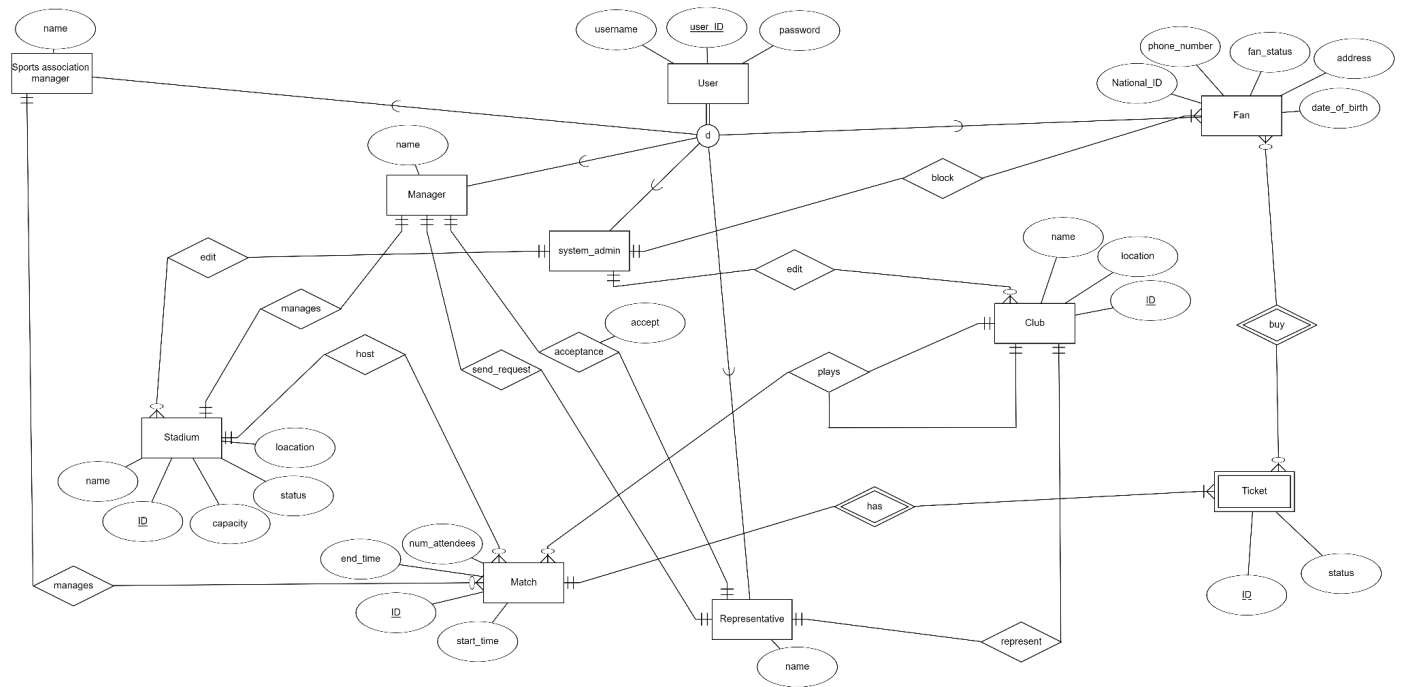 name
Sports association
manager
username
user_ID
password
User
phone_number
fan_status
address
National_ID
date_of_birth
Fan
d
name
Manager
block
edit
system_admin
edit
name
location
ID
Club
manages
accept
host
acceptance
send_request
plays
buy
Stadium
loacation
name
status
ID
capacity
has
Ticket
num_attendees
end_time
manages
Match
ID
start_time
status
ID
Representative
represent
name